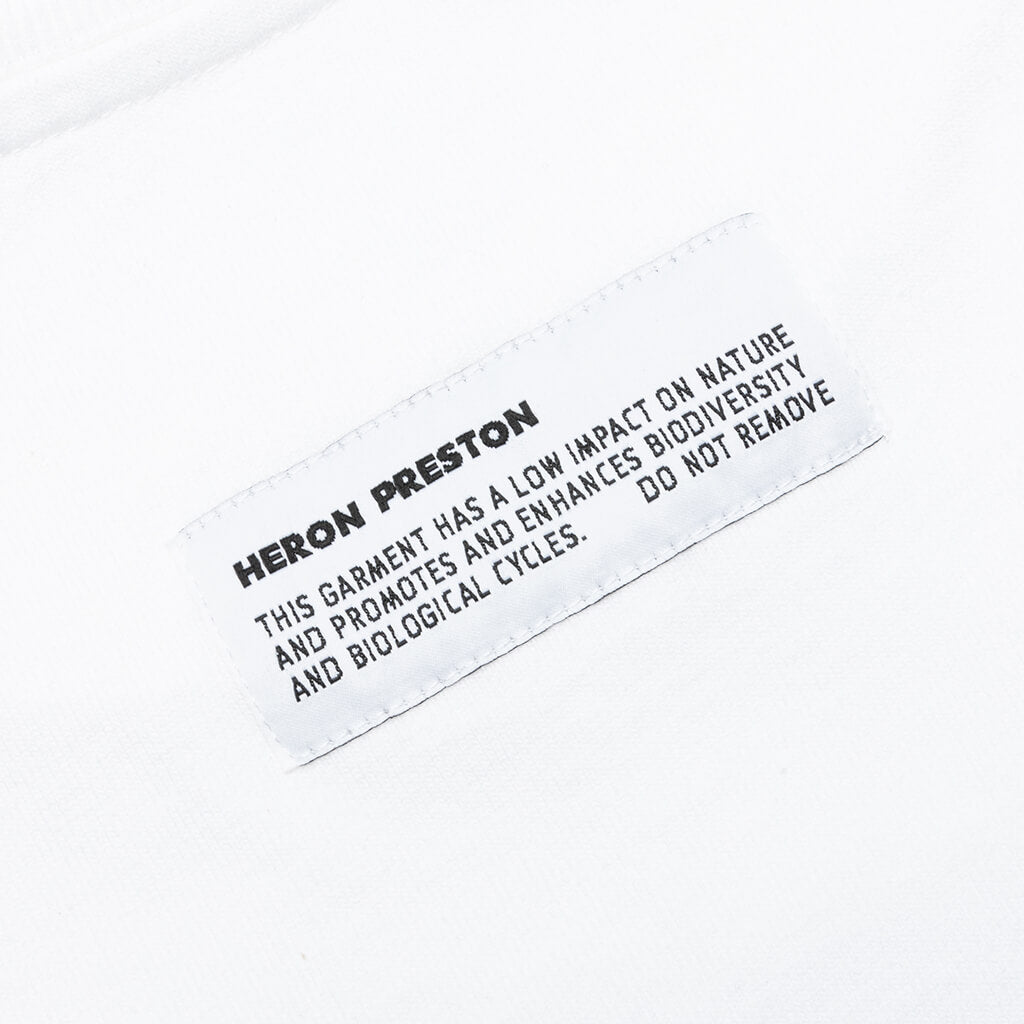 HERON PRESTON
THIS GARMENT HAS A LOW IMPACT ON NATURE
AND PROMOTES AND ENHANCES BIODIVERSITY
AND BIOLOGICAL CYCLES. DO NOT REMOVE